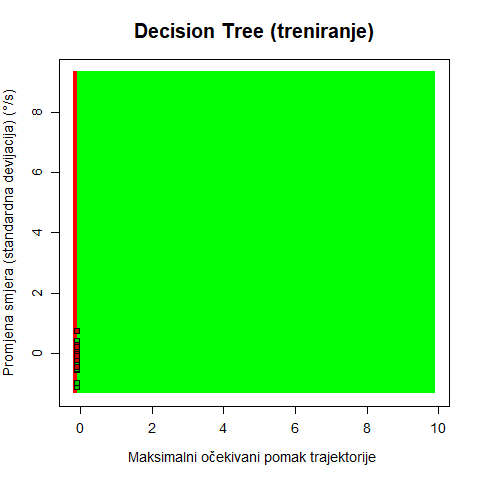 Decision Tree (treniranje)
Promjena smjera (standardna devijacija) (°/s)
8
6
4
2
0
0 2 4 6 8 10
Maksimalni očekivani pomak trajektorije